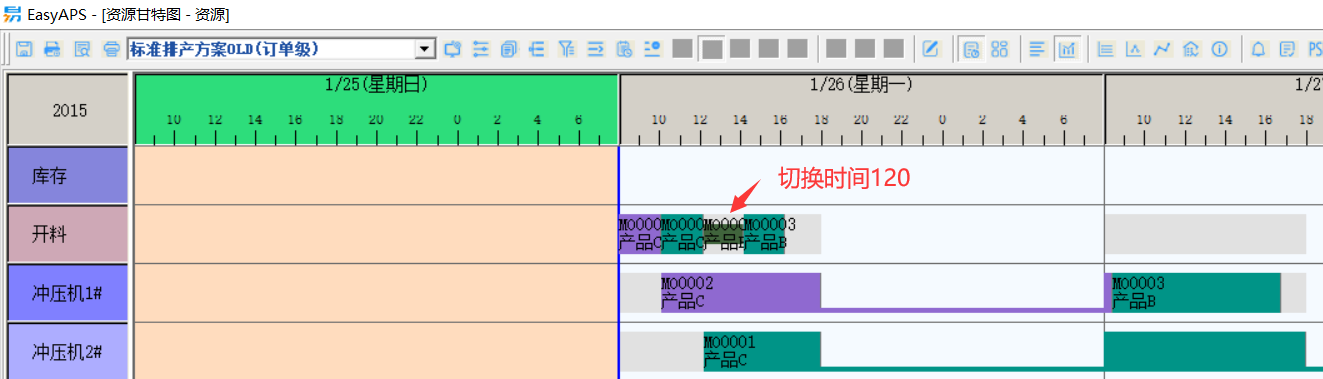 EasyAPS - [资源甘特图 - 资源]
标准排产方案OLD(订单级)
PS
2015
1/25(星期日)
1/26(星期一)
1/2
10 12 14 16 18 20 22 0 2 4 6
10 12 14 16 18 20 22 0 2 4 6
10 12 14 16 18
库存
切换时间120
开料
M0000 M0000 M0000 M00003
产品C 产品C 产品 产品B
冲压机1#
M00002
产品C
M00003
产品B
冲压机2#
M00001
产品C